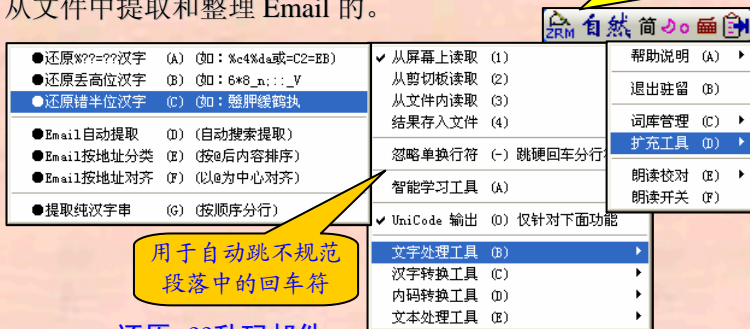 从文件中提取和整理 Email 的。
ZRM 自然 简
●还原%??=??汉字 (A) (如：%c4%da或=C2=EB)
●还原丢高位汉字 (B) (如：6*8_n;::_V
●还原错半位汉字 (C) (如：慜胛缓鹤执
●Email自动提取 (D) (自动搜索提取)
●Email按地址分类 (E) (按@后内容排序)
●Email按地址对齐 (F) (以@为中心对齐)
●提取纯汉字串 (G) (按顺序分行)
✔ 从屏幕上读取 (1)
从剪切板读取 (2)
从文件内读取 (3)
结果存入文件 (4)
忽略单换行符 (-) 跳硬回车分行
智能学习工具 (A)
✔ UniCode 输出 (0) 仅针对下面功能
文字处理工具 (B)
汉字转换工具 (C)
内码转换工具 (D)
文本处理工具 (E)
帮助说明 (A)
退出驻留 (B)
词库管理 (C)
扩充工具 (D)
朗读校对 (E)
朗读开关 (F)
用于自动跳不规范
段落中的回车符